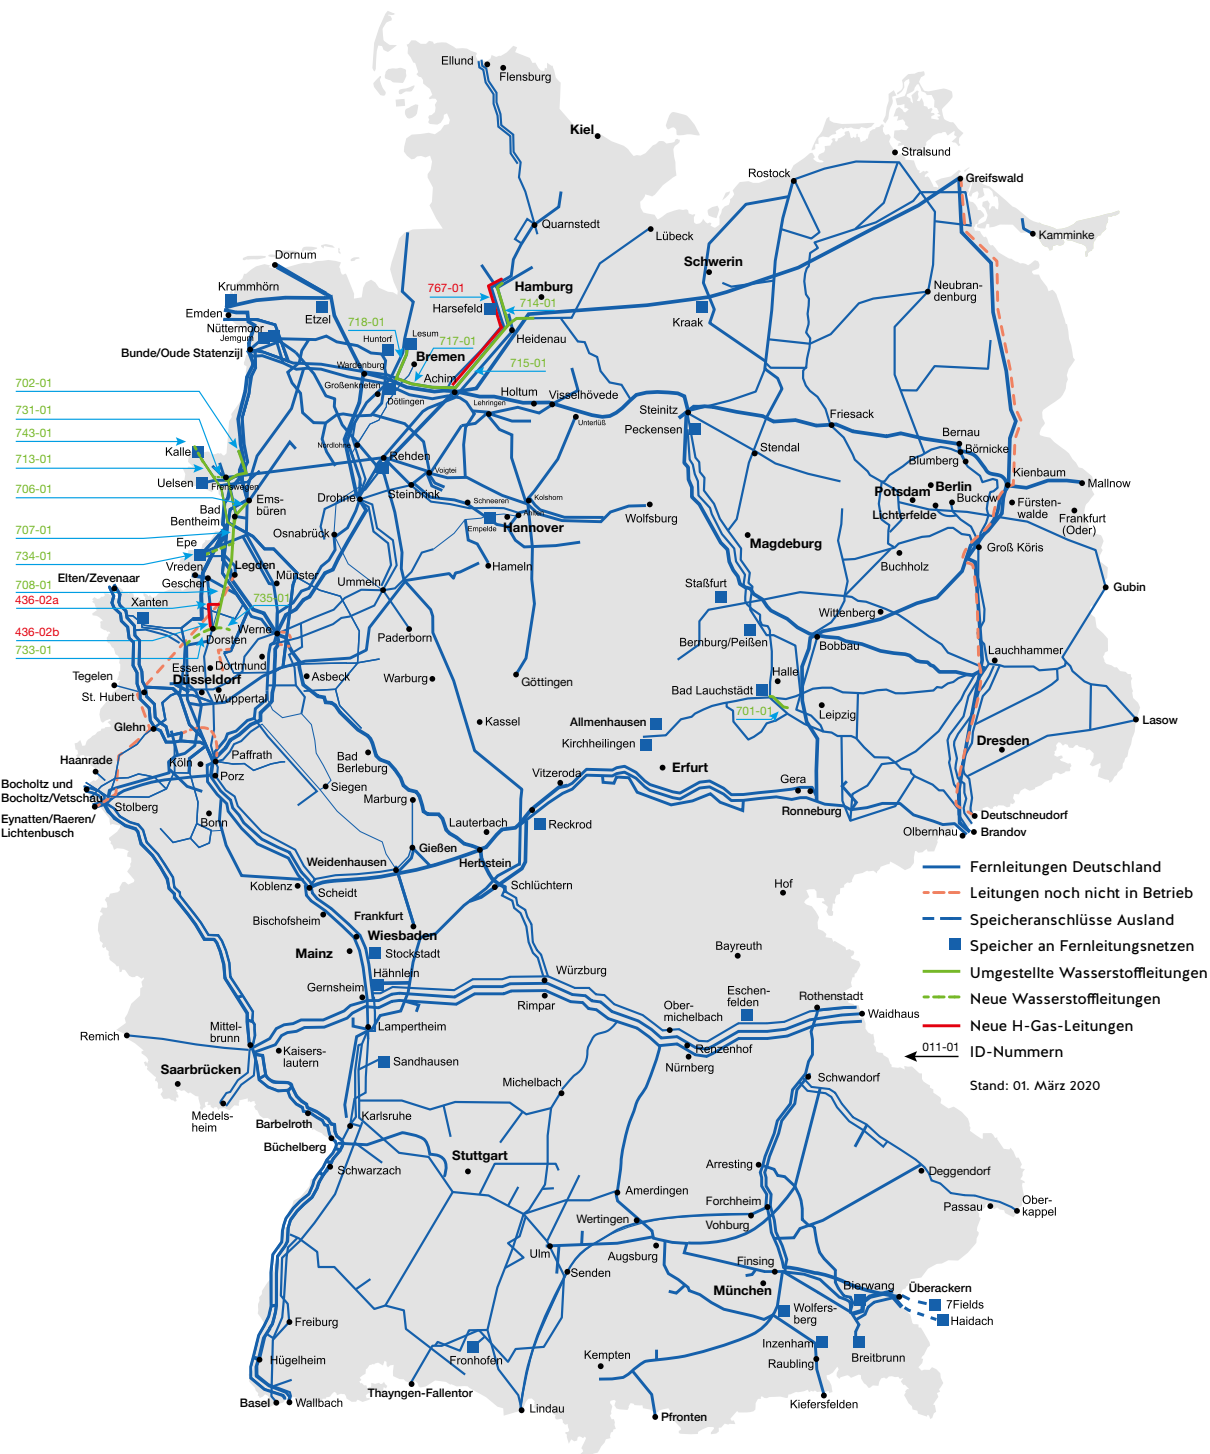 Ellund
Flensburg
Kiel
Stralsund
Rostock
Greifswald
Quarnstedt
Lübeck
Kamminke
Dornum
Schwerin
Krummhörn
767-01
Hamburg
Neubran-
denburg
714-01
Harsefeld
Emden
Etzel
Kraak
718-01
Nüttermoor
Jemgum
Huntorf
Lesum
717-01
Heidenau
Bunde/Oude Statenzijl
Bremen
Wardenburg
715-01
Achim
702-01
Großenkneten
Dötlingen
Holtum
Visselhövede
Lehringen
731-01
Steinitz
Friesack
Unterlüß
Peckensen
743-01
Bernau
Nordlohne
Stendal
Börnicke
Kalle
Rehden
713-01
Blumberg
Voigtei
Kienbaum
Uelsen
Frenswegen
Berlin
Mallnow
706-01
Potsdam
Drohne
Steinbrink
Buckow
Ems-
büren
Schneeren
Kolshorn
Fürsten-
walde
Lichterfelde
Bad
Bentheim
Wolfsburg
Frankfurt
(Oder)
Empelde
Hannover
707-01
Osnabrück
Epe
Magdeburg
Groß Köris
734-01
Vreden
Legden
Hameln
Buchholz
Elten/Zevenaar
Gescher
Münster
Ummeln
708-01
Staßfurt
Gubin
436-02a
Xanten
735-01
Wittenberg
436-02b
Werne
Paderborn
Dorsten
Bernburg/Peißen
Bobbau
733-01
Lauchhammer
Essen
Dortmund
Tegelen
Düsseldorf
Asbeck
Warburg
Göttingen
Halle
St. Hubert
Wuppertal
Bad Lauchstädt
701-01
Leipzig
Glehn
Kassel
Allmenhausen
Lasow
Kirchheilingen
Dresden
Haanrade
Köln
Paffrath
Bad
Berleburg
Porz
Vitzeroda
Erfurt
Gera
Bocholtz und
Bocholtz/Vetschau
Siegen
Stolberg
Marburg
Ronneburg
Eynatten/Raeren/
Lichtenbusch
Bonn
Lauterbach
Reckrod
Deutschneudorf
Olbernhau
Brandov
Gießen
Weidenhausen
Herbstein
Koblenz
Scheidt
Schlüchtern
Hof
Bischofsheim
Frankfurt
Wiesbaden
Mainz
Stockstadt
Bayreuth
Hähnlein
Würzburg
Gernsheim
Rimpar
Eschen-
felden
Ober-
michelbach
Rothenstadt
Waidhaus
Lampertheim
Remich
Mittel-
brunn
Kaisers-
lautern
Renzenhof
Sandhausen
Nürnberg
Saarbrücken
Michelbach
Schwandorf
Medels-
heim
Barbelroth
Karlsruhe
Büchelberg
Stuttgart
Schwarzach
Arresting
Deggendorf
Amerdingen
Forchheim
Passau
Ober-
kappel
Wertingen
Vohburg
Ulm
Augsburg
Finsing
Senden
München
Bierwang
Überackern
7Fields
Wolfers-
berg
Haidach
Freiburg
Inzenham
Fronhofen
Kempten
Breitbrunn
Hügelheim
Raubling
Thayngen-Fallentor
Basel
Wallbach
Lindau
Kiefersfelden
Pfronten
Fernleitungen Deutschland
Leitungen noch nicht in Betrieb
Speicheranschlüsse Ausland
Speicher an Fernleitungsnetzen
Umgestellte Wasserstoffleitungen
Neue Wasserstoffleitungen
Neue H-Gas-Leitungen
011-01
ID-Nummern
Stand: 01. März 2020